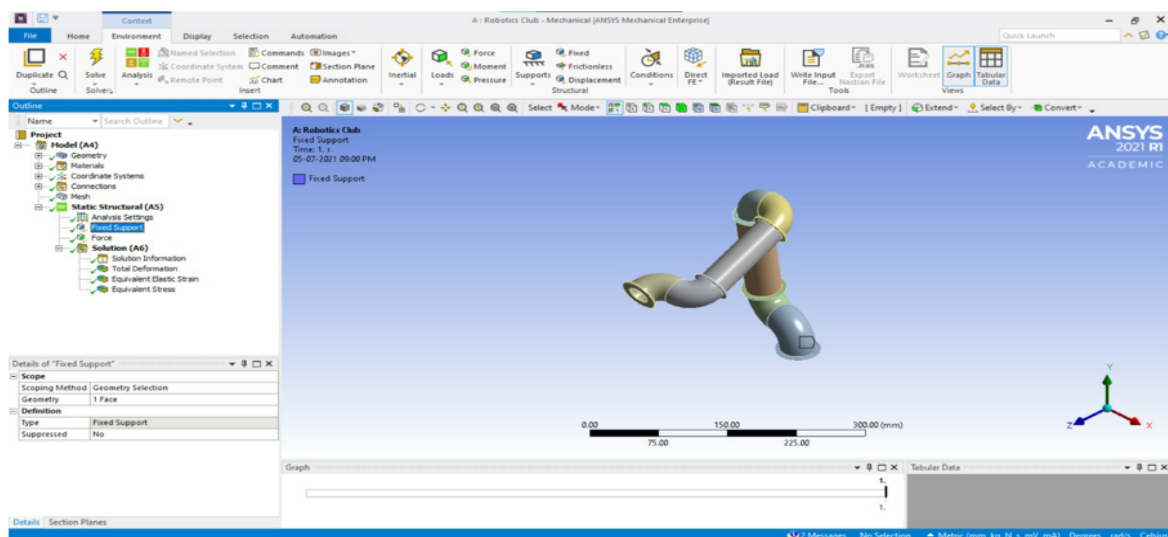 A : Robotics Club - Mechanical [ANSYS Mechanical Enterprise]
Context
File Home Environment Display Selection Automation
Quick Launch
Duplicate Q
Outline
Solve
Analysis
Named Selection
Coordinate System
Remote Point
Commands
Comment
Chart
Images
Section Plane
Annotation
Insert
Inertial
Loads
Force
Moment
Pressure
Supports
Fixed
Frictionless
Displacement
Structural
Conditions
Direct
FE
Imported Load
(Result File)
Write Input
File...
Export
Nastran File
Tools
Worksheet
Graph
Tabular
Data
Views
Outline
Name Search Outline
Select Mode Clipboard [Empty] Extend Select By Convert
Project
Model (A4)
Geometry
Materials
Coordinate Systems
Connections
Mesh
Static Structural (A5)
Analysis Settings
Fixed Support
Force
Solution (A6)
Solution Information
Total Deformation
Equivalent Elastic Strain
Equivalent Stress
A: Robotics Club
Fixed Support
Time: 1. s
05-07-2021 09:00 PM
Fixed Support
ANSYS
2021 R1
ACADEMIC
Y
Z X
0.00 150.00 300.00 (mm)
75.00 225.00
Details of "Fixed Support"
Scope
Scoping Method Geometry Selection
Geometry 1 Face
Definition
Type Fixed Support
Suppressed No
Graph
1.
1.
Tabular Data
Details Section Planes
2 Messages No Selection Metric (mm, kg, N, s, mV, mA) Degrees rad/s Celsius